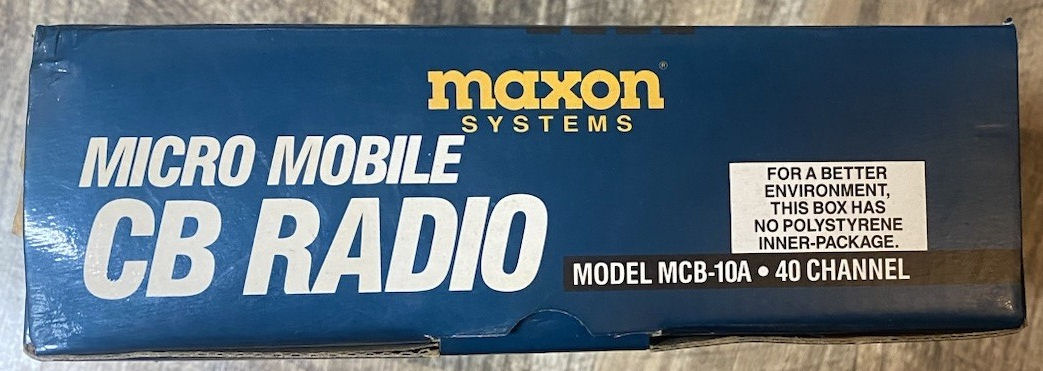 maxon®
SYSTEMS
MICRO MOBILE
CB RADIO
FOR A BETTER
ENVIRONMENT,
THIS BOX HAS
NO POLYSTYRENE
INNER-PACKAGE.
MODEL MCB-10A • 40 CHANNEL